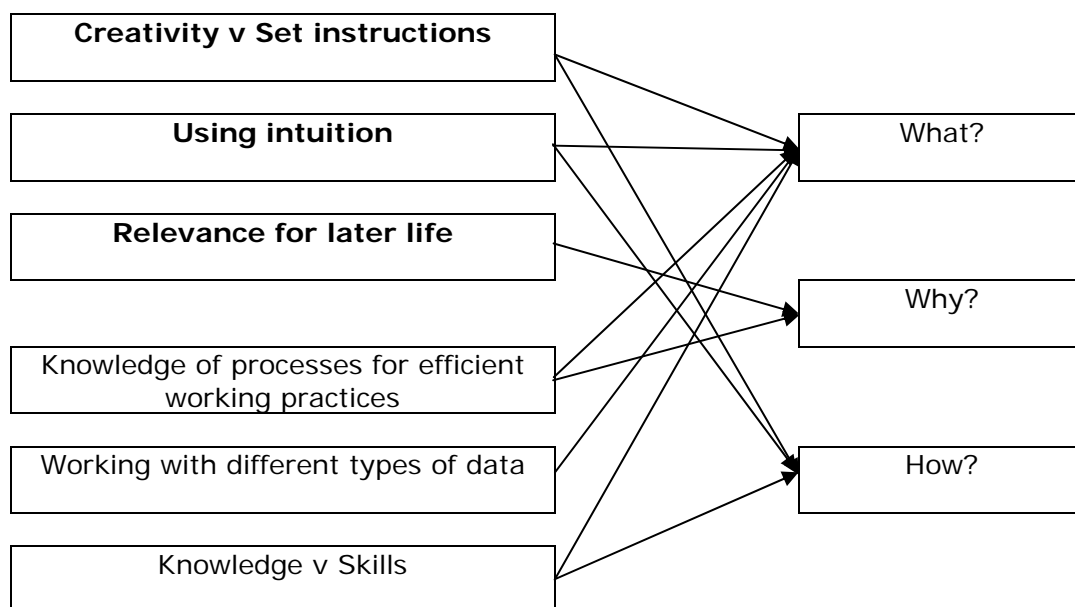 Creativity v Set instructions
Using intuition
Relevance for later life
Knowledge of processes for efficient
working practices
Working with different types of data
Knowledge v Skills
What?
Why?
How?